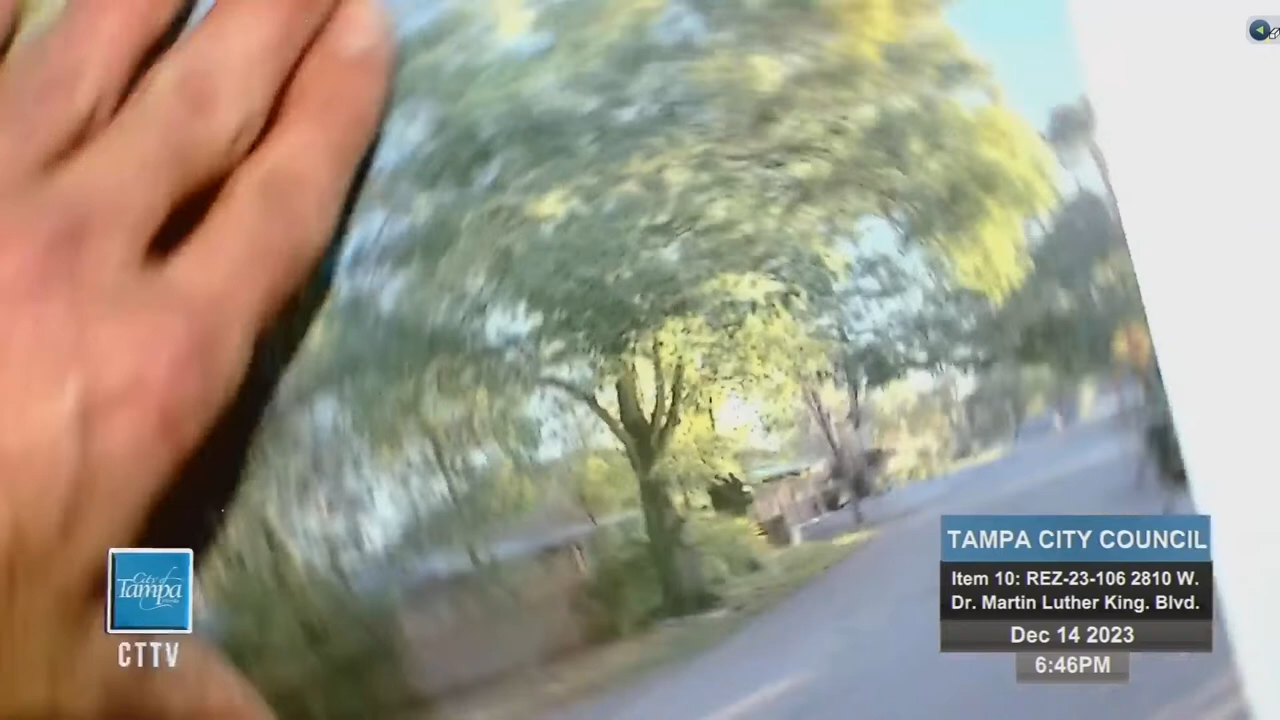 City of
Tampa
CTTV
TAMPA CITY COUNCIL
Item 10: REZ-23-106 2810 W.
Dr. Martin Luther King. Blvd.
Dec 14 2023
6:46PM